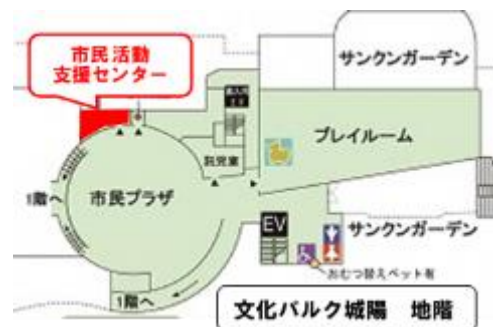 市民活動
支援センター
サンクンガーデン
プレイルーム
託児室
1階へ
市民プラザ
EV
サンクンガーデン
おむつ替えベット有
1階へ
文化パルク城陽 地階